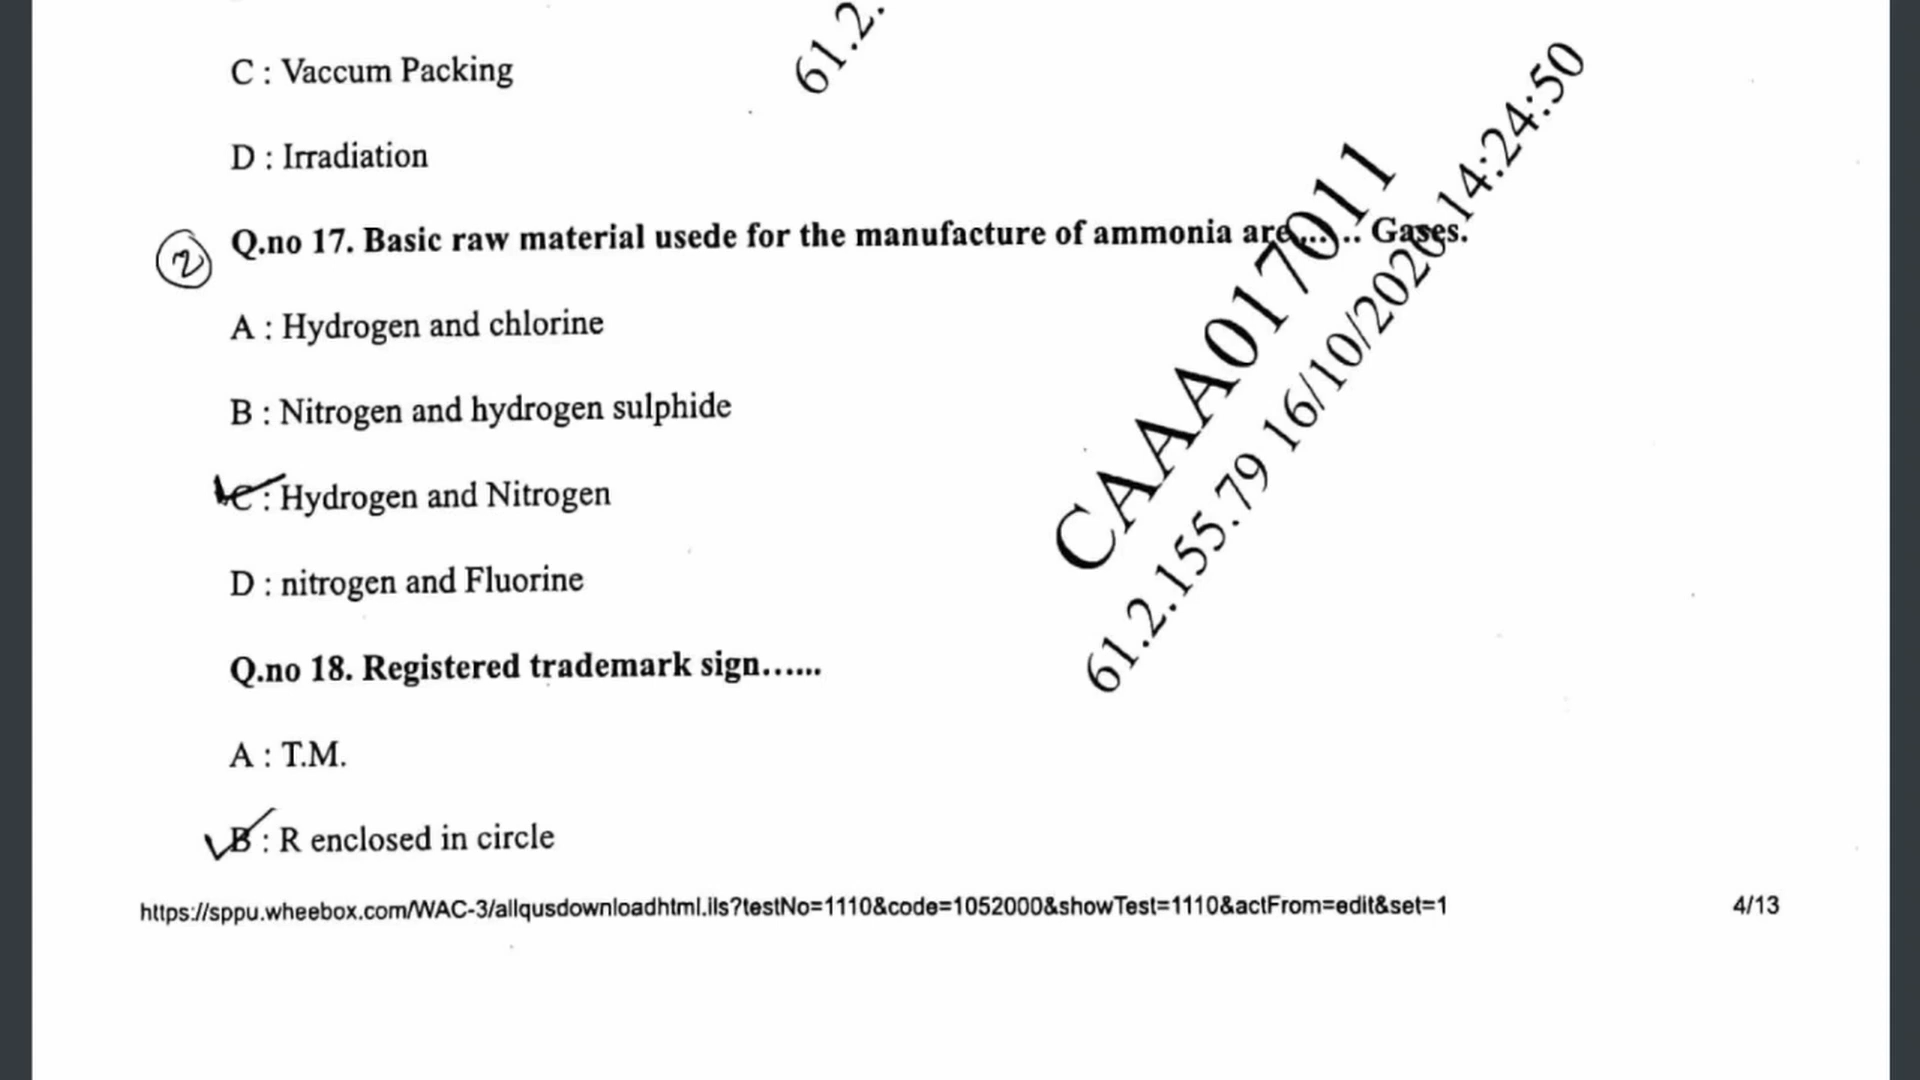 61.2.
C : Vaccum Packing
D : Irradiation
2
Q.no 17. Basic raw material usede for the manufacture of ammonia are...... Gases.
A : Hydrogen and chlorine
B : Nitrogen and hydrogen sulphide
C : Hydrogen and Nitrogen
D : nitrogen and Fluorine
CAAA017011
61.2.155.79 16/10/2020 14:24:50
Q.no 18. Registered trademark sign......
A : T.M.
B : R enclosed in circle
https://sppu.wheebox.com/WAC-3/allqusdownloadhtml.ils?testNo=1110&code=1052000&showTest=1110&actFrom=edit&set=1
4/13